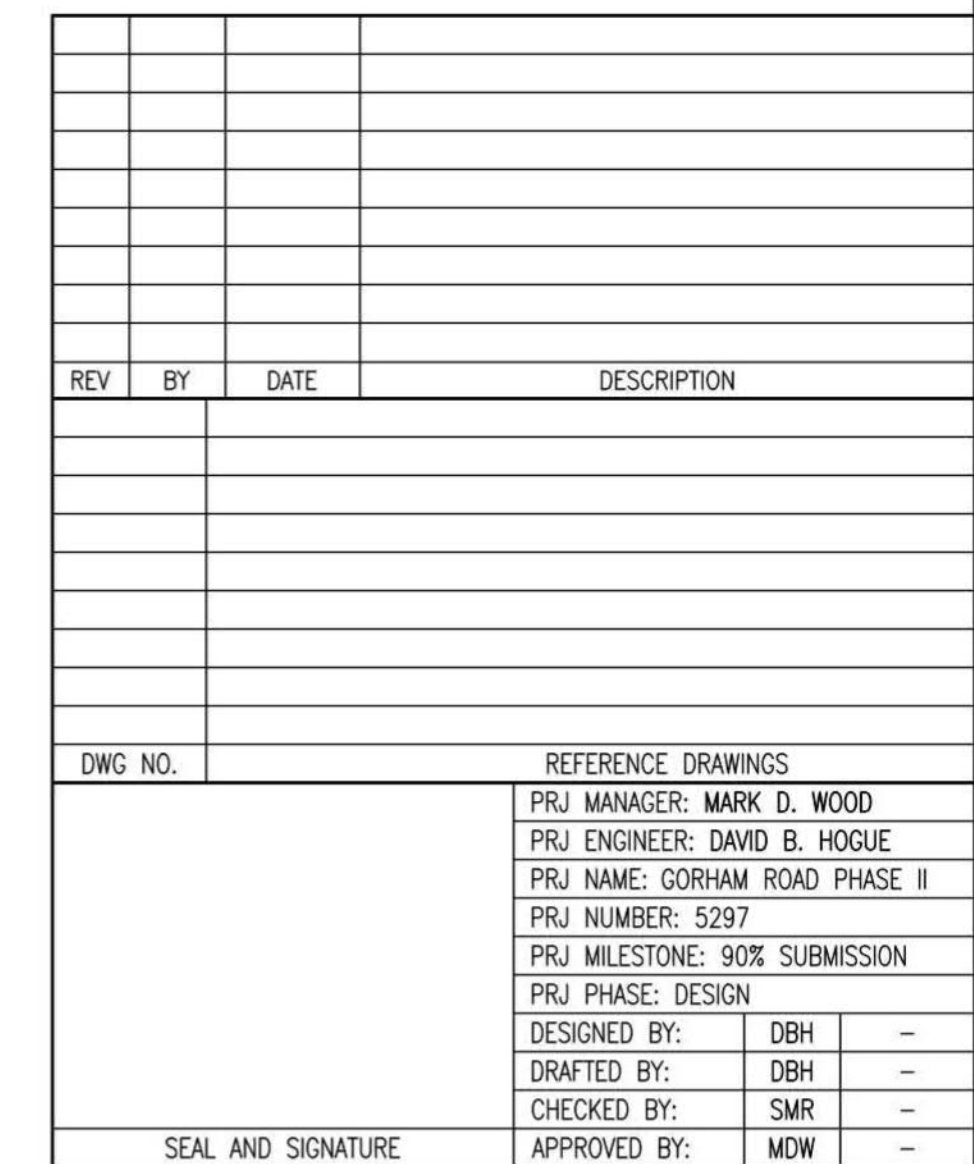 REV BY DATE DESCRIPTION
DWG NO. REFERENCE DRAWINGS
PRJ MANAGER: MARK D. WOOD
PRJ ENGINEER: DAVID B. HOGUE
PRJ NAME: GORHAM ROAD PHASE II
PRJ NUMBER: 5297
PRJ MILESTONE: 90% SUBMISSION
PRJ PHASE: DESIGN
DESIGNED BY: DBH –
DRAFTED BY: DBH –
CHECKED BY: SMR –
SEAL AND SIGNATURE APPROVED BY: MDW –